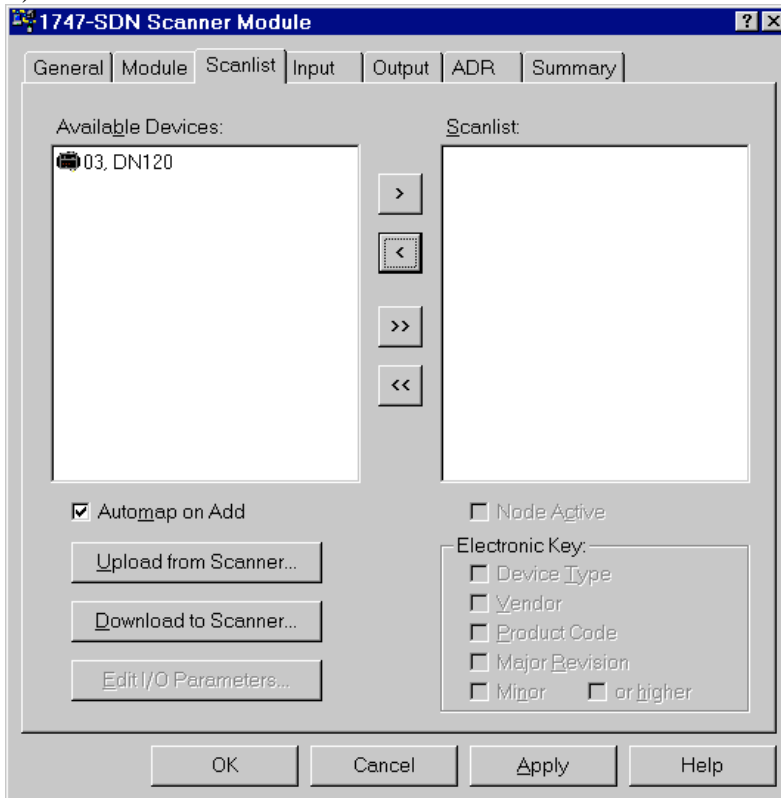 1747-SDN Scanner Module
General Module Scanlist Input Output ADR Summary
Available Devices:
Scanlist:
03, DN120
>
<
>>
<<
Automap on Add
Node Active
Upload from Scanner...
Electronic Key:
Device Type
Vendor
Download to Scanner...
Product Code
Major Revision
Edit I/O Parameters...
Minor or higher
OK Cancel Apply Help